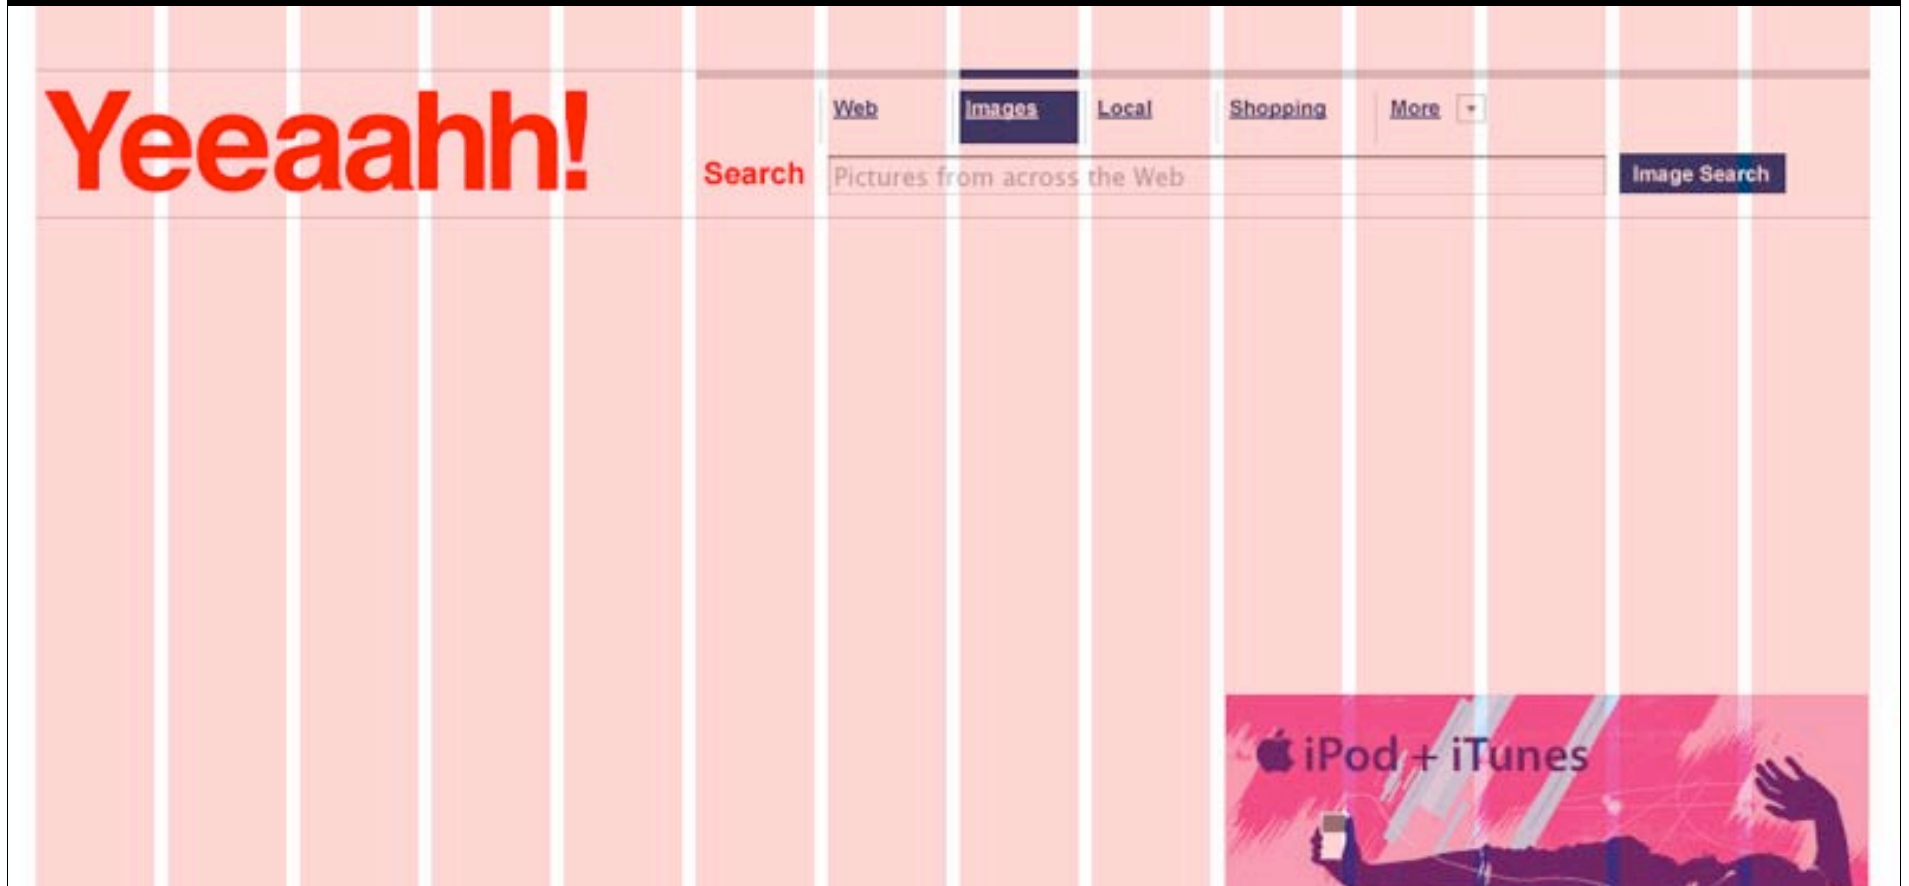 Yeeaahh!
Web Images Local Shopping More
Search Pictures from across the Web Image Search
iPod + iTunes